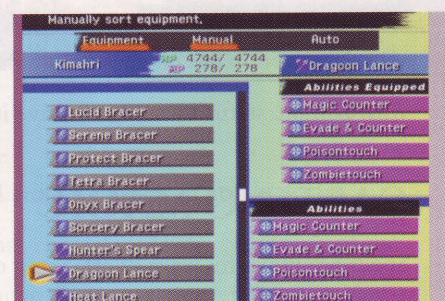 Manually sort equipment.
Equipment Manual Auto
Kimahri HP 4744/ 4744 Dragoon Lance
MP 278/ 278
Abilities Equipped
Lucid Bracer Magic Counter
Serene Bracer Evade & Counter
Protect Bracer Poisontouch
Tetra Bracer Zombietouch
Onyx Bracer Abilities
Sorcery Bracer Magic Counter
Hunter's Spear Evade & Counter
Dragoon Lance Poisontouch
Heat Lance Zombietouch